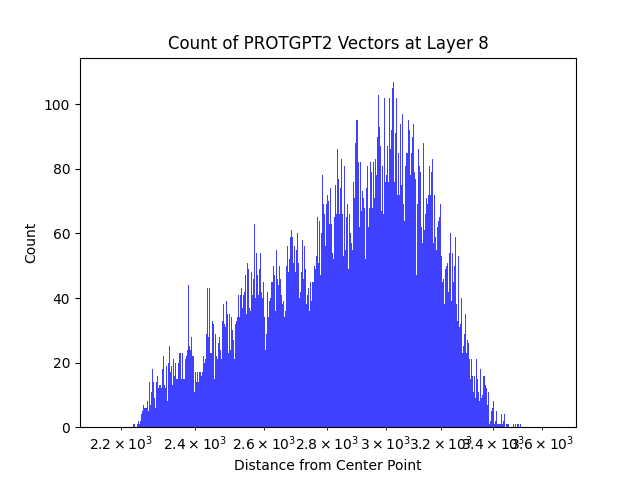 Count of PROTGPT2 Vectors at Layer 8
Count
100
80
60
40
20
0
2.2 × 10³ 2.4 × 10³ 2.6 × 10³ 2.8 × 10³ 3 × 10³ 3.2 × 10³ 3.4 × 10³ 3.6 × 10³
Distance from Center Point